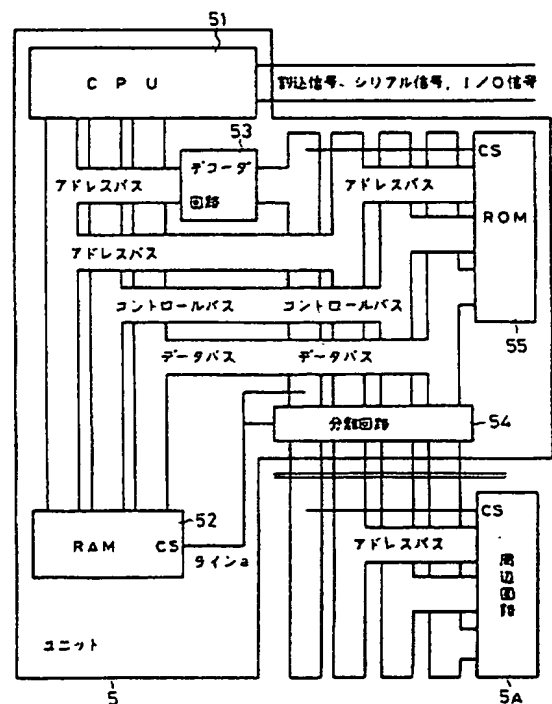 51
CPU
割込信号、シリアル信号, I/O信号
53
デコーダ
回路
CS
アドレスバス
アドレスバス
ROM
アドレスバス
コントロールバス
コントロールバス
データバス
データバス
55
分離回路
54
52
RAM
CS
ラインa
CS
アドレスバス
周辺回路
ユニット
5
5A